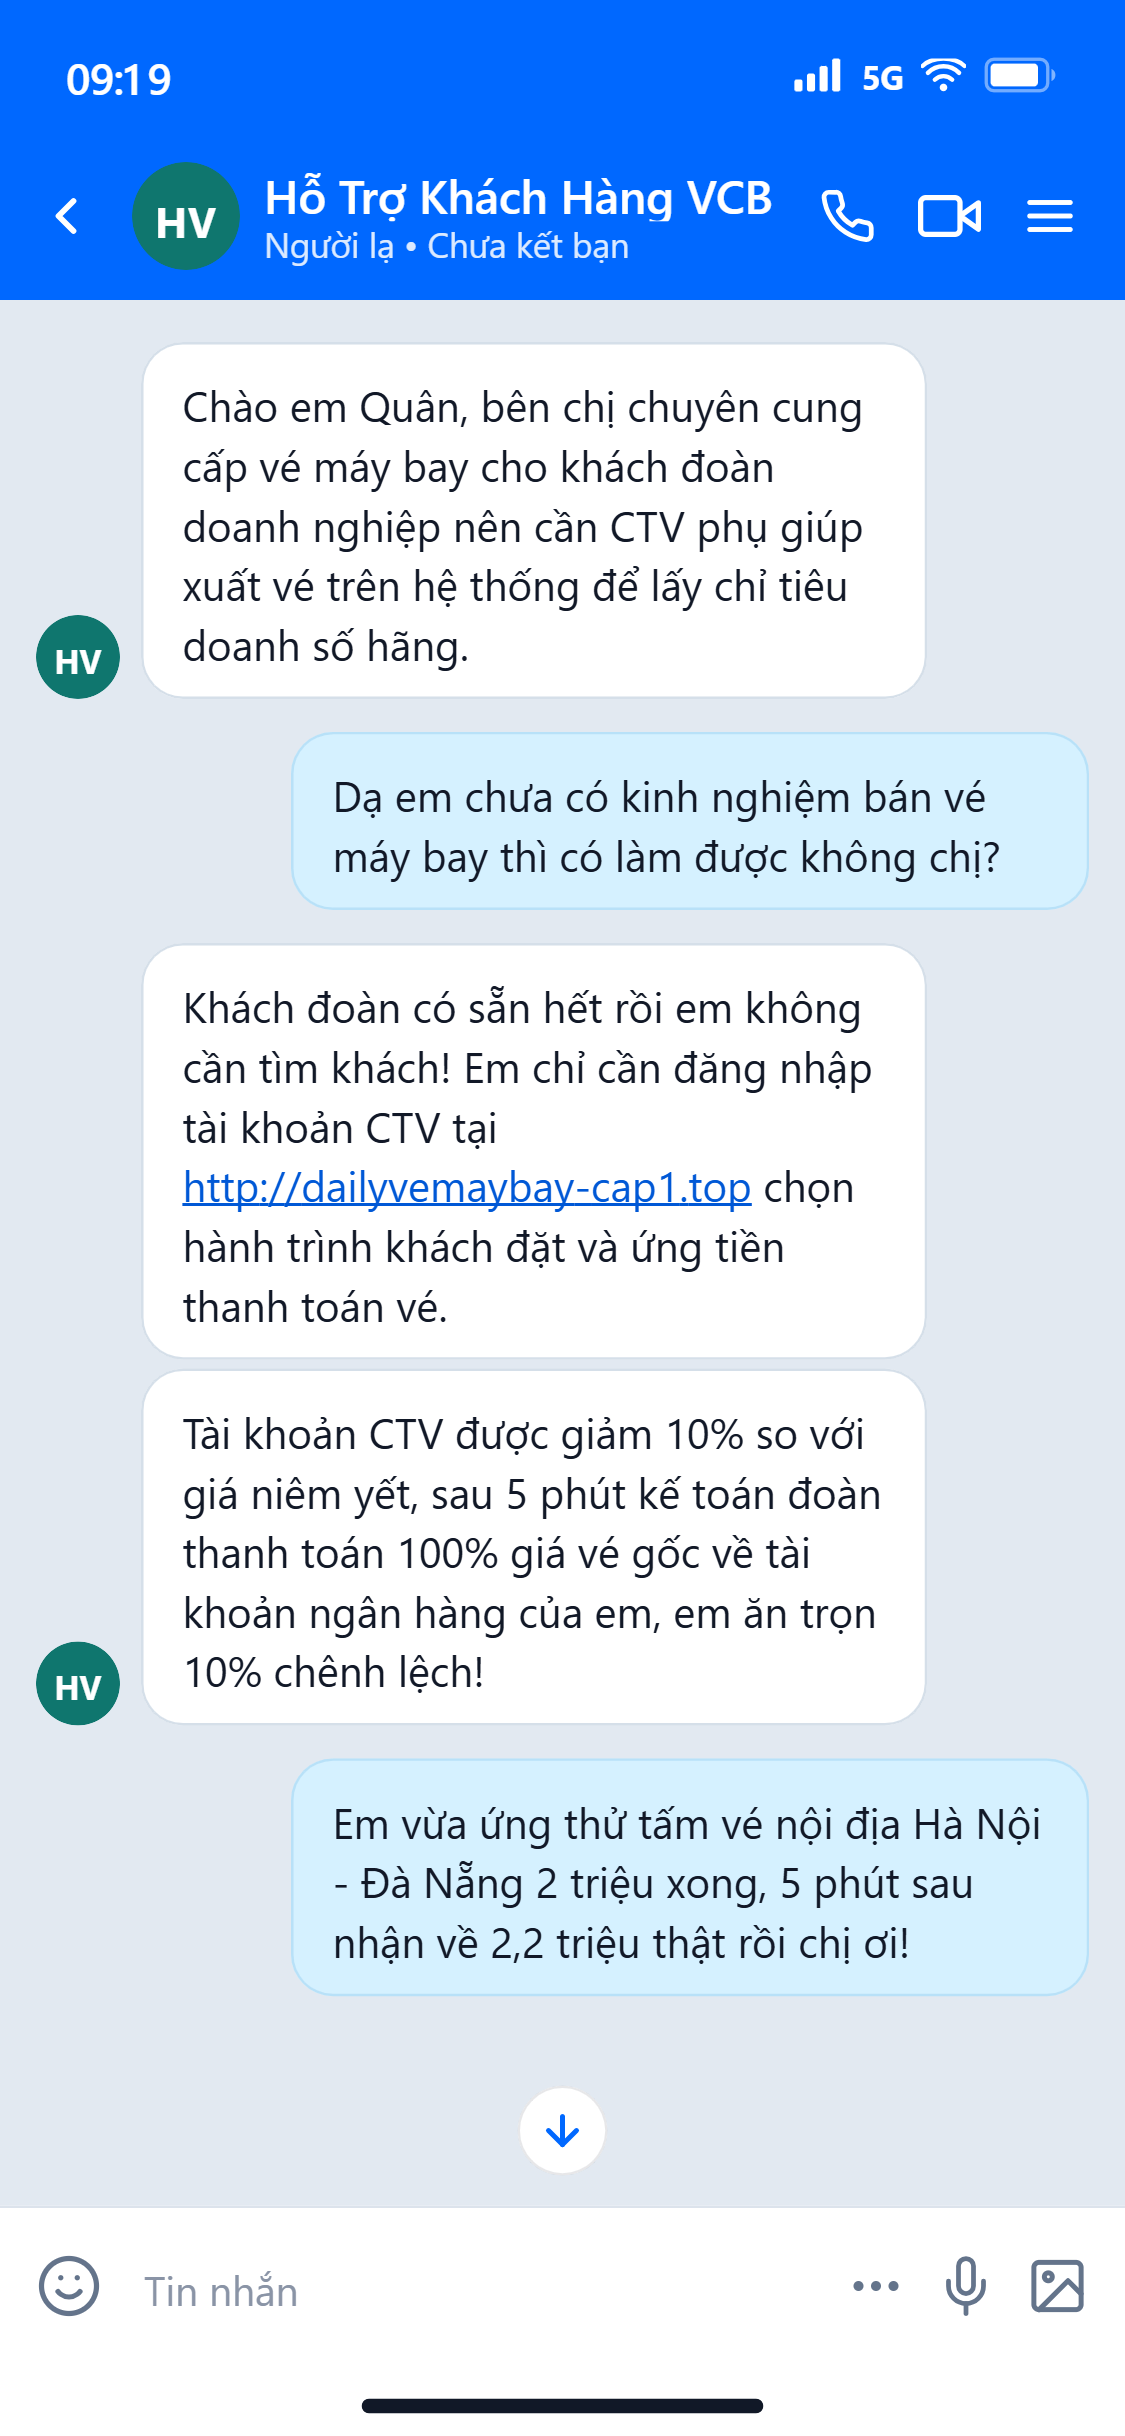 09:19
5G
HV
Hỗ Trợ Khách Hàng VCB
Người lạ • Chưa kết bạn
Chào em Quân, bên chị chuyên cung
cấp vé máy bay cho khách đoàn
doanh nghiệp nên cần CTV phụ giúp
xuất vé trên hệ thống để lấy chỉ tiêu
doanh số hãng.
HV
Dạ em chưa có kinh nghiệm bán vé
máy bay thì có làm được không chị?
Khách đoàn có sẵn hết rồi em không
cần tìm khách! Em chỉ cần đăng nhập
tài khoản CTV tại
http://dailyvemaybay-cap1.top chọn
hành trình khách đặt và ứng tiền
thanh toán vé.
Tài khoản CTV được giảm 10% so với
giá niêm yết, sau 5 phút kế toán đoàn
thanh toán 100% giá vé gốc về tài
khoản ngân hàng của em, em ăn trọn
10% chênh lệch!
HV
Em vừa ứng thử tấm vé nội địa Hà Nội
- Đà Nẵng 2 triệu xong, 5 phút sau
nhận về 2,2 triệu thật rồi chị ơi!
Tin nhắn